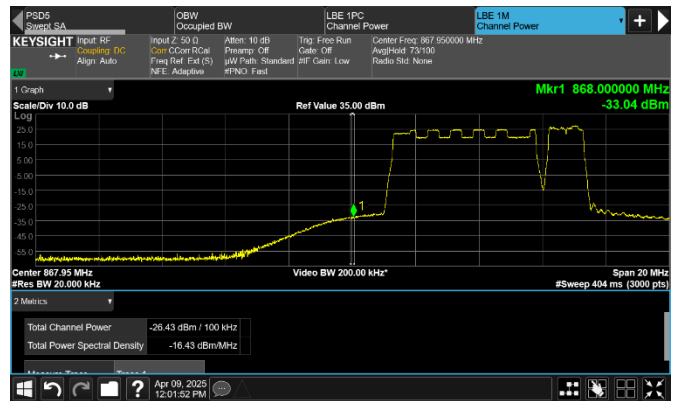 PSD5
Swept SA
OBW
Occupied BW
LBE 1PC
Channel Power
LBE 1M
Channel Power
KEYSIGHT
Input: RF
Coupling: DC
Align: Auto
LXI
Input Z: 50 Ω
Corr CCorr RCal
Freq Ref: Ext (S)
NFE: Adaptive
Atten: 10 dB
Preamp: Off
µW Path: Standard
#PNO: Fast
Trig: Free Run
Gate: Off
#IF Gain: Low
Center Freq: 867.950000 MHz
Avg|Hold: 73/100
Radio Std: None
1 Graph
Mkr1 868.000000 MHz
Scale/Div 10.0 dB
Ref Value 35.00 dBm
-33.04 dBm
Log
25.0
15.0
5.00
-5.00
-15.0
-25.0
-35.0
-45.0
-55.0
1
Center 867.95 MHz
Video BW 200.00 kHz*
Span 20 MHz
#Res BW 20.000 kHz
#Sweep 404 ms (3000 pts)
2 Metrics
Total Channel Power
-26.43 dBm / 100 kHz
Total Power Spectral Density
-16.43 dBm/MHz
?
Apr 09, 2025
12:01:52 PM